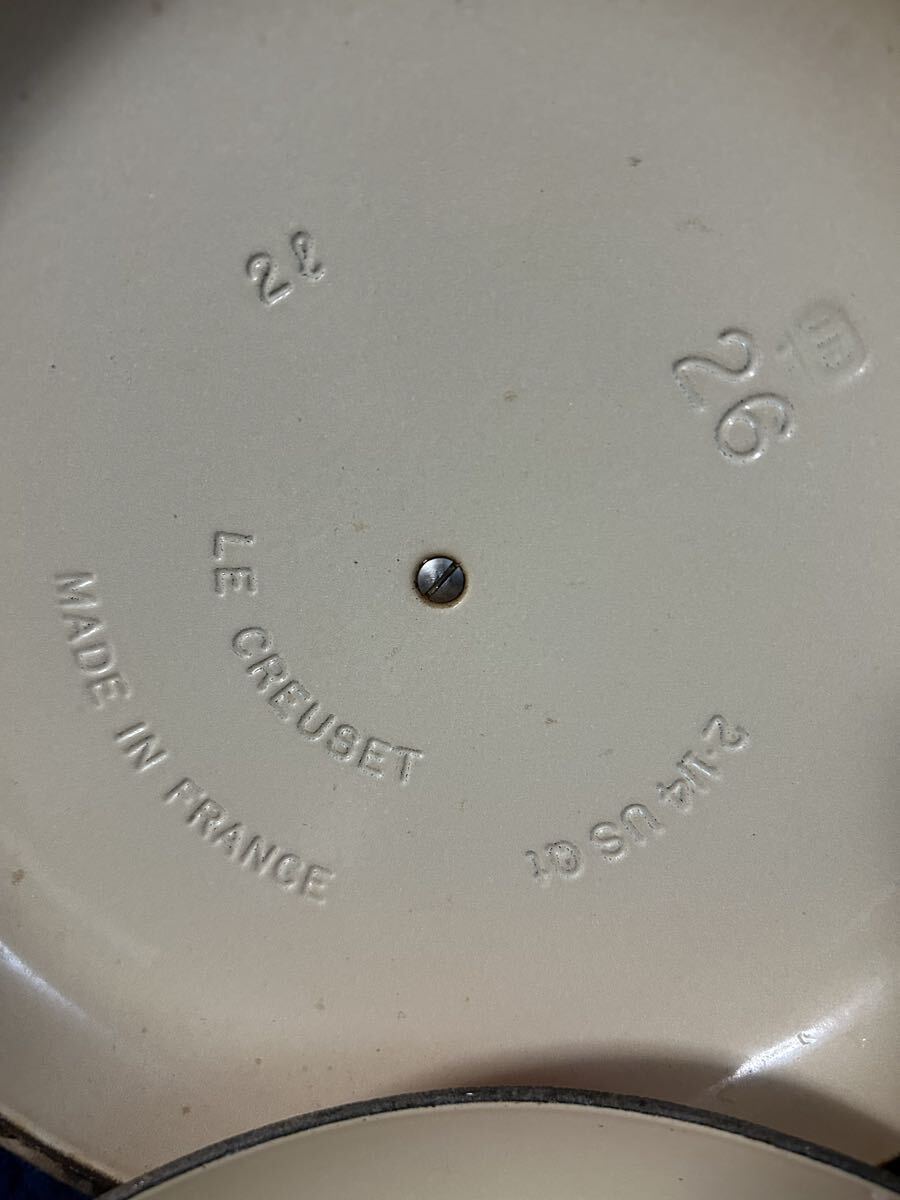 2ℓ
26
LE CREUSET
MADE IN FRANCE
2·1/4 US Qt